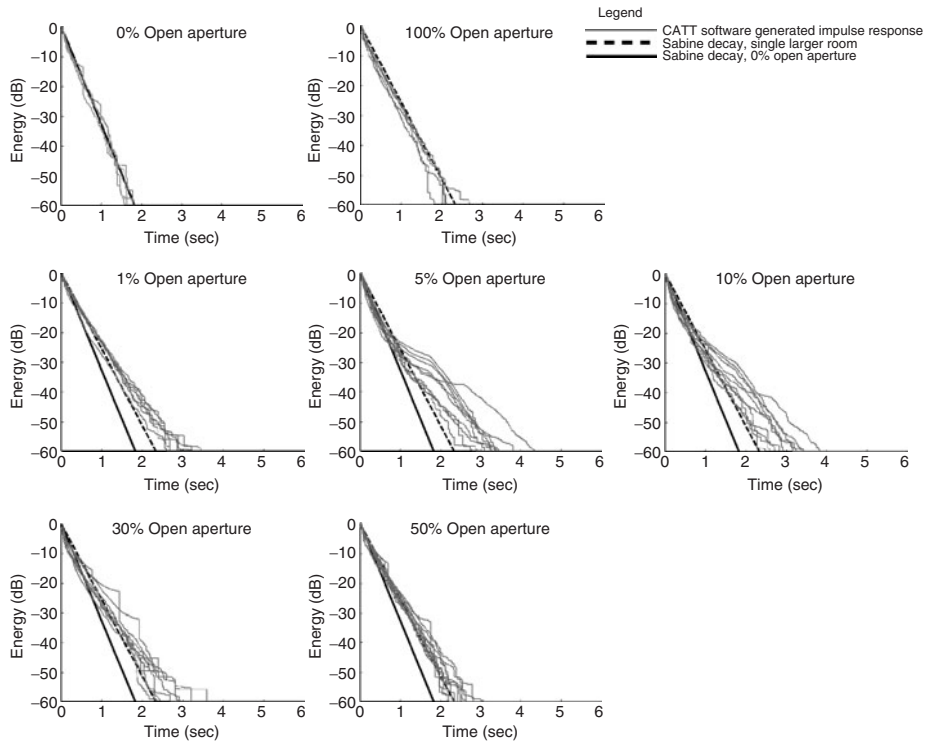 Legend
CATT software generated impulse response
Sabine decay, single larger room
Sabine decay, 0% open aperture
0% Open aperture
Energy (dB)
0
−10
−20
−30
−40
−50
−60
0 1 2 3 4 5 6
Time (sec)
100% Open aperture
Energy (dB)
0
−10
−20
−30
−40
−50
−60
0 1 2 3 4 5 6
Time (sec)
1% Open aperture
Energy (dB)
0
−10
−20
−30
−40
−50
−60
0 1 2 3 4 5 6
Time (sec)
5% Open aperture
Energy (dB)
0
−10
−20
−30
−40
−50
−60
0 1 2 3 4 5 6
Time (sec)
10% Open aperture
Energy (dB)
0
−10
−20
−30
−40
−50
−60
0 1 2 3 4 5 6
Time (sec)
30% Open aperture
Energy (dB)
0
−10
−20
−30
−40
−50
−60
0 1 2 3 4 5 6
Time (sec)
50% Open aperture
Energy (dB)
0
−10
−20
−30
−40
−50
−60
0 1 2 3 4 5 6
Time (sec)